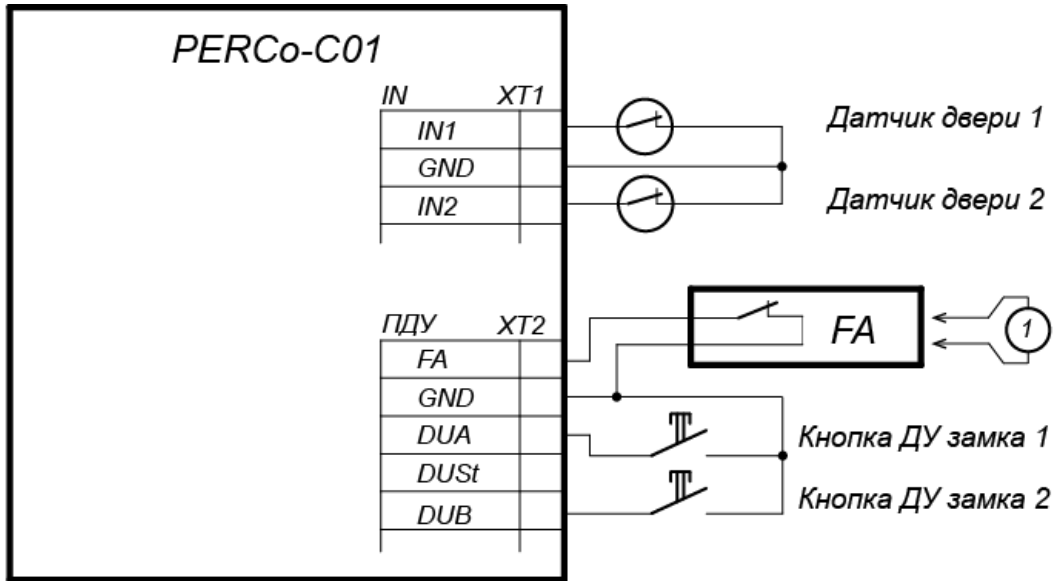 PERCo-C01
IN XT1
IN1
Датчик двери 1
GND
IN2
Датчик двери 2
ПДУ XT2
FA
FA
1
GND
DUA
Кнопка ДУ замка 1
DUSt
Кнопка ДУ замка 2
DUB